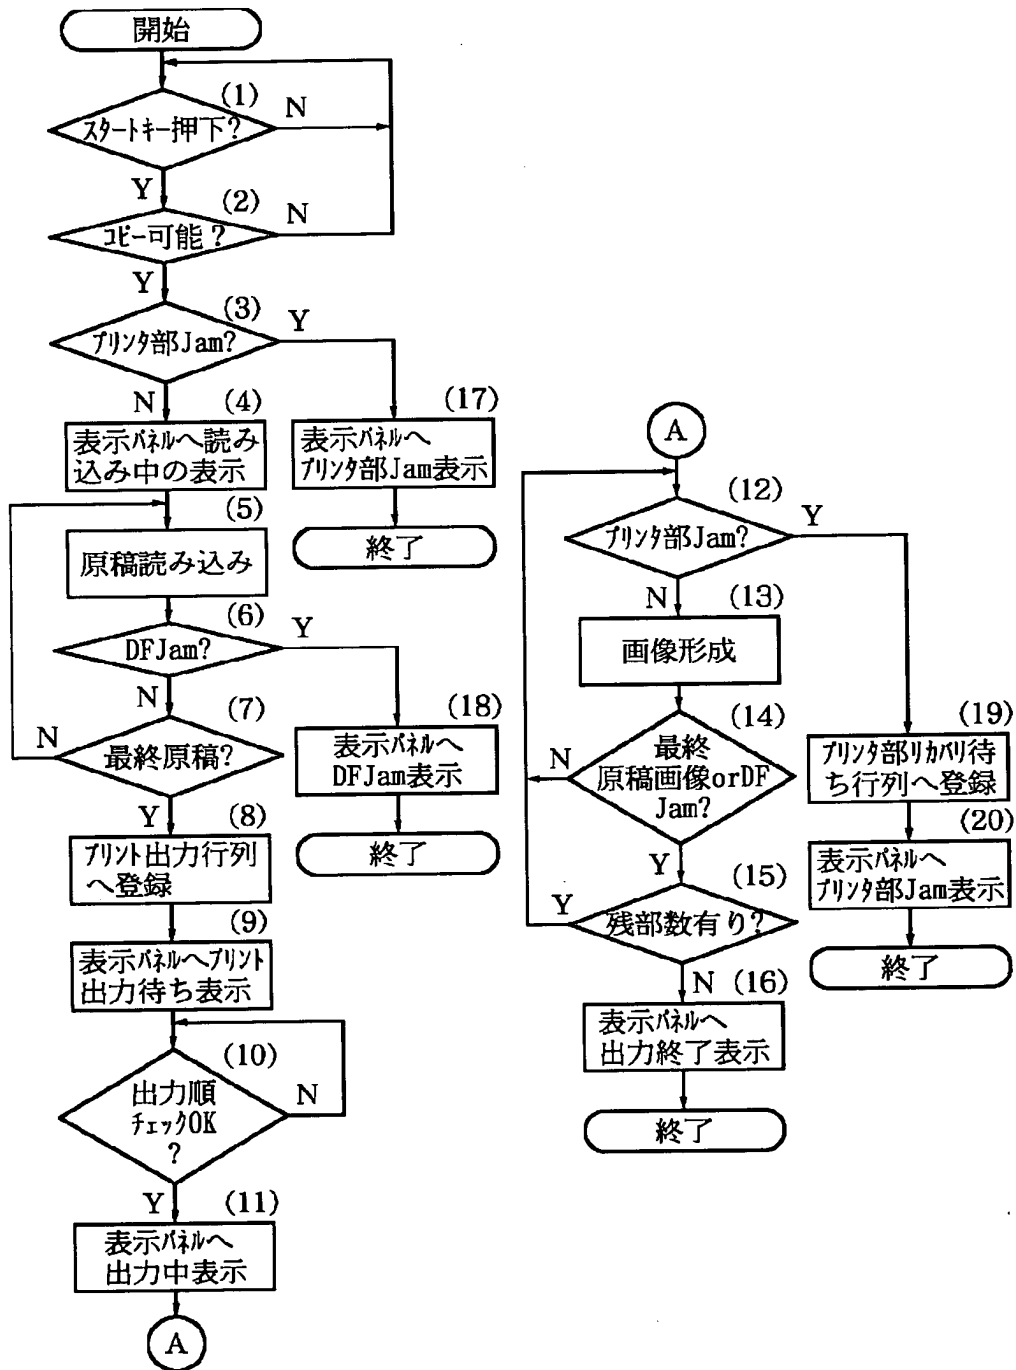 開始
(1)
スタートキー押下?
N
Y
(2)
コピー可能?
N
Y
(3)
プリンタ部Jam?
Y
N
(4)
表示パネルへ読み
込み中の表示
(17)
表示パネルへ
プリンタ部Jam表示
終了
(5)
原稿読み込み
(6)
DFJam?
Y
N
(7)
最終原稿?
N
Y
(18)
表示パネルへ
DFJam表示
終了
(8)
プリント出力行列
へ登録
(9)
表示パネルへプリント
出力待ち表示
(10)
出力順
チェックOK
?
N
Y
(11)
表示パネルへ
出力中表示
A
A
(12)
プリンタ部Jam?
Y
N
(13)
画像形成
(14)
最終
原稿画像orDF
Jam?
N
Y
(15)
残部数有り?
Y
N
(16)
表示パネルへ
出力終了表示
終了
(19)
プリンタ部リカバリ待
ち行列へ登録
(20)
表示パネルへ
プリンタ部Jam表示
終了